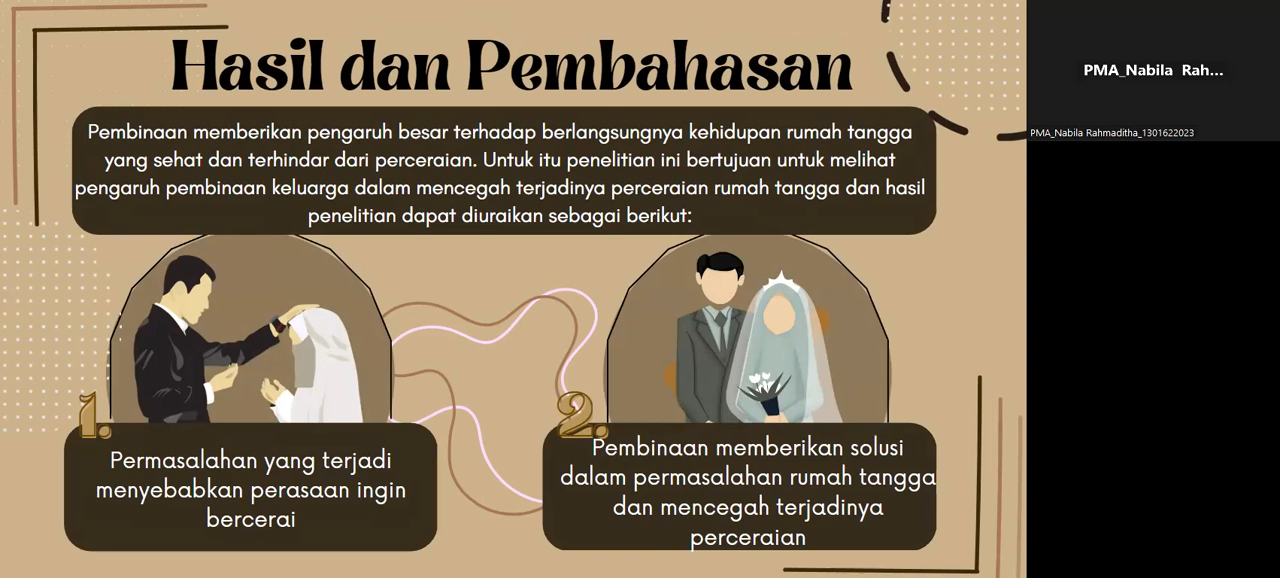 Hasil dan Pembahasan
Pembinaan memberikan pengaruh besar terhadap berlangsungnya kehidupan rumah tangga
yang sehat dan terhindar dari perceraian. Untuk itu penelitian ini bertujuan untuk melihat
pengaruh pembinaan keluarga dalam mencegah terjadinya perceraian rumah tangga dan hasil
penelitian dapat diuraikan sebagai berikut:
1.
Permasalahan yang terjadi
menyebabkan perasaan ingin
bercerai
2.
Pembinaan memberikan solusi
dalam permasalahan rumah tangga
dan mencegah terjadinya
perceraian
PMA_Nabila Rah...
PMA_Nabila Rahmaditha_1301622023